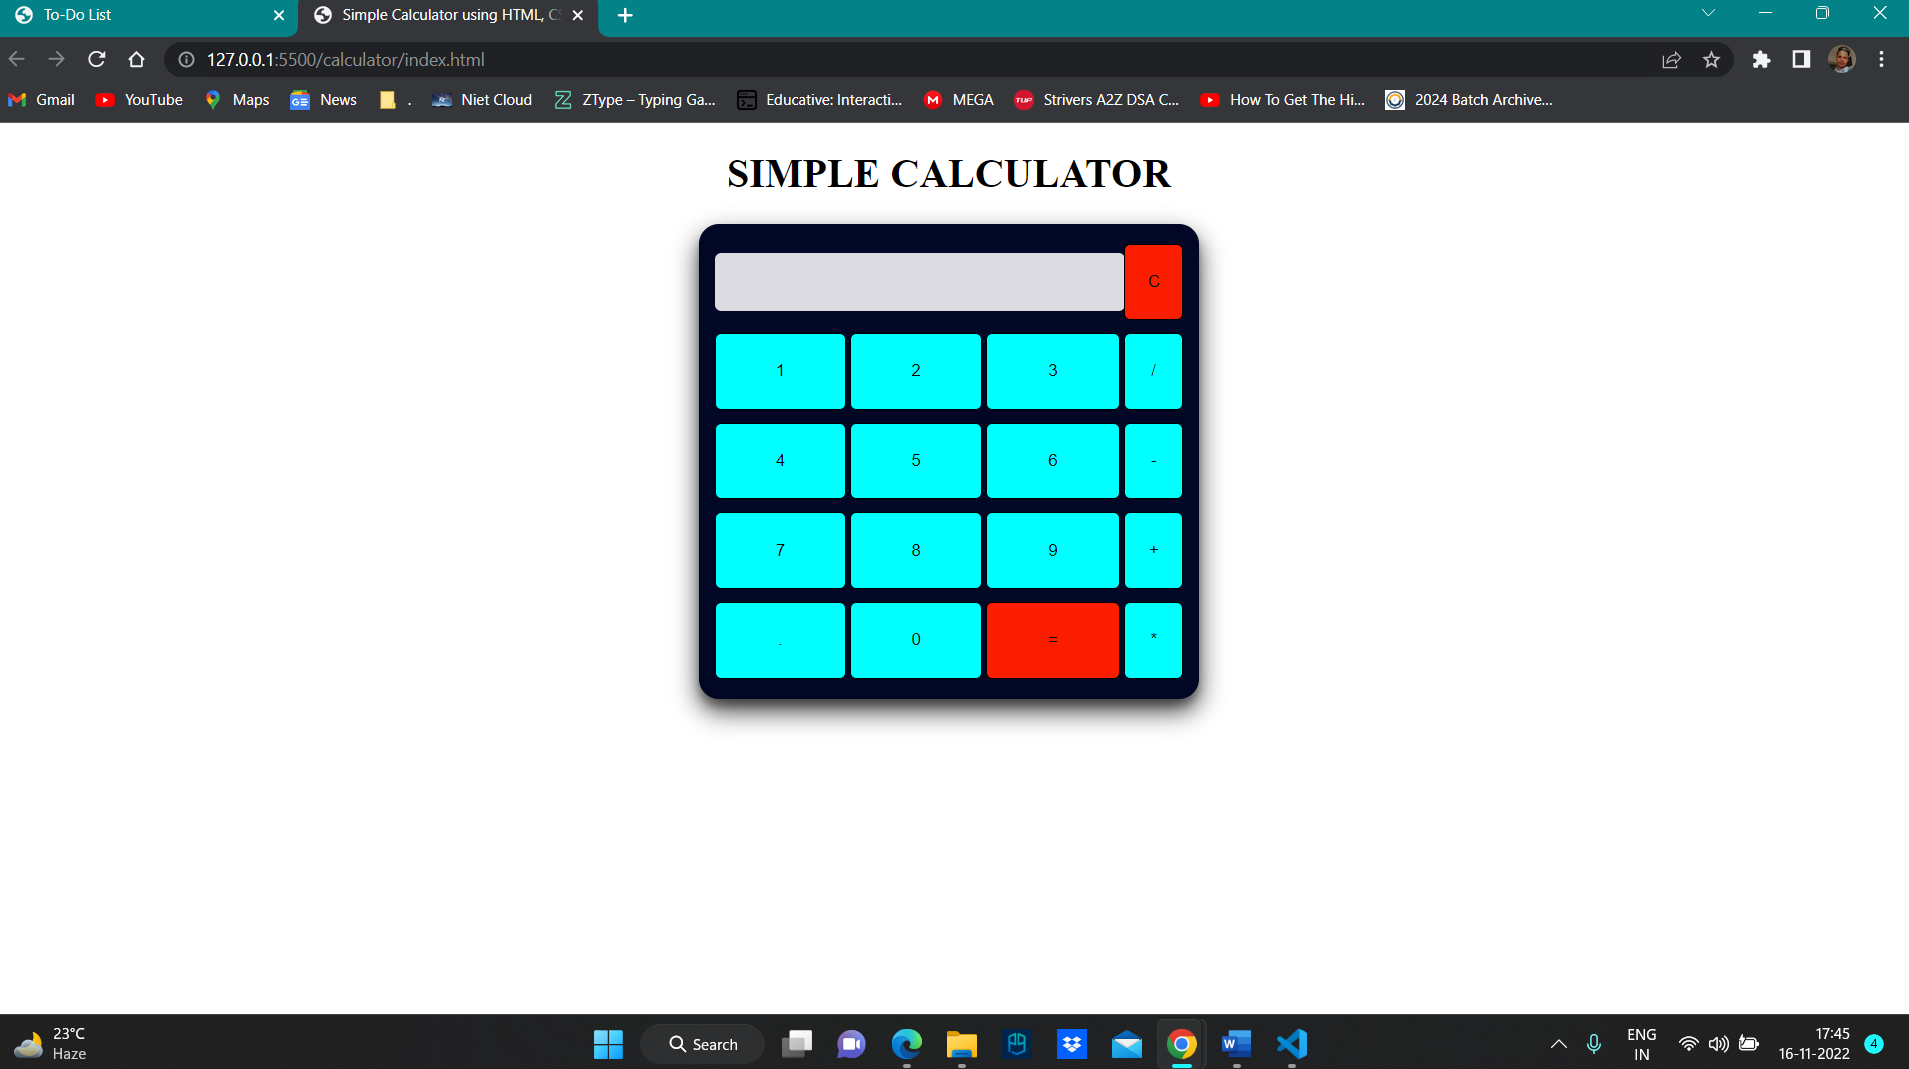 To-Do List
Simple Calculator using HTML, CS
127.0.0.1:5500/calculator/index.html
Gmail YouTube Maps News . Niet Cloud ZType – Typing Ga... Educative: Interacti... MEGA Strivers A2Z DSA C... How To Get The Hi... 2024 Batch Archive...
SIMPLE CALCULATOR
C
1 2 3 /
4 5 6 -
7 8 9 +
. 0 = *
23°C
Haze
Search
ENG
IN
17:45
16-11-2022
4